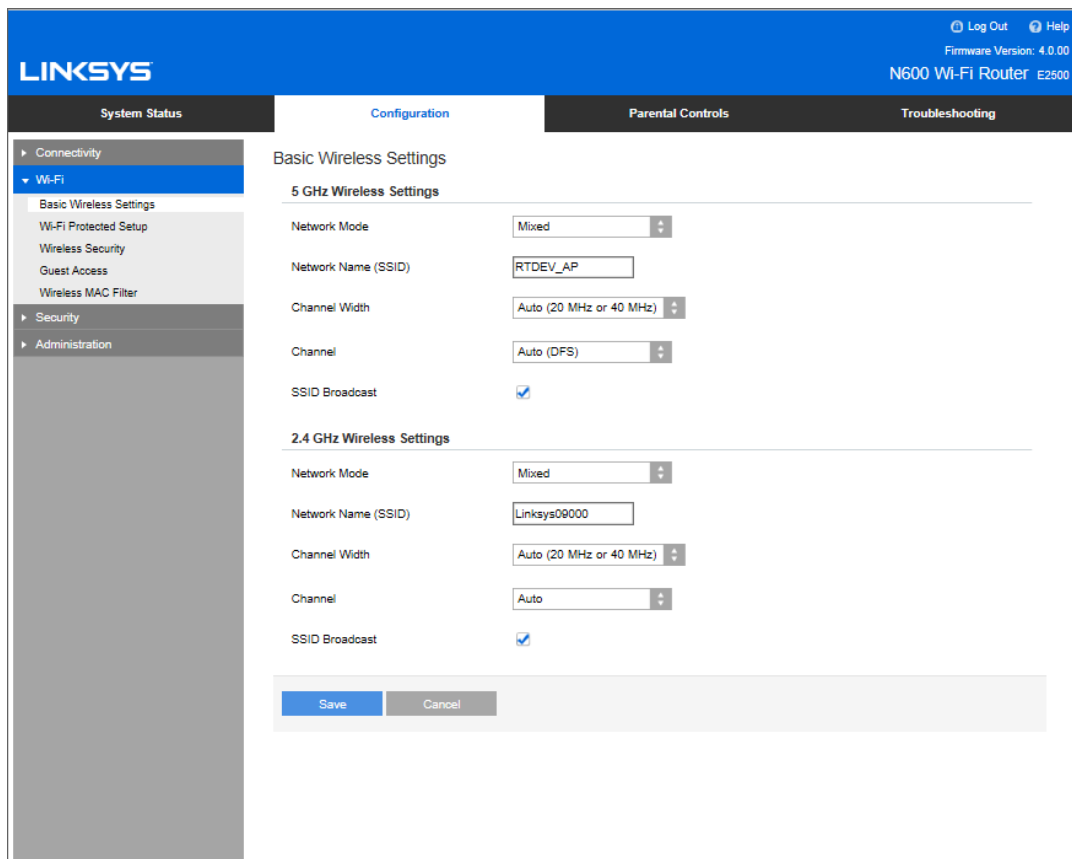 Log Out Help
Firmware Version: 4.0.00
LINKSYS
N600 Wi-Fi Router E2500
System Status Configuration Parental Controls Troubleshooting
Connectivity
Wi-Fi
Basic Wireless Settings
Wi-Fi Protected Setup
Wireless Security
Guest Access
Wireless MAC Filter
Security
Administration
Basic Wireless Settings
5 GHz Wireless Settings
Network Mode Mixed
Network Name (SSID) RTDEV_AP
Channel Width Auto (20 MHz or 40 MHz)
Channel Auto (DFS)
SSID Broadcast
2.4 GHz Wireless Settings
Network Mode Mixed
Network Name (SSID) Linksys09000
Channel Width Auto (20 MHz or 40 MHz)
Channel Auto
SSID Broadcast
Save Cancel